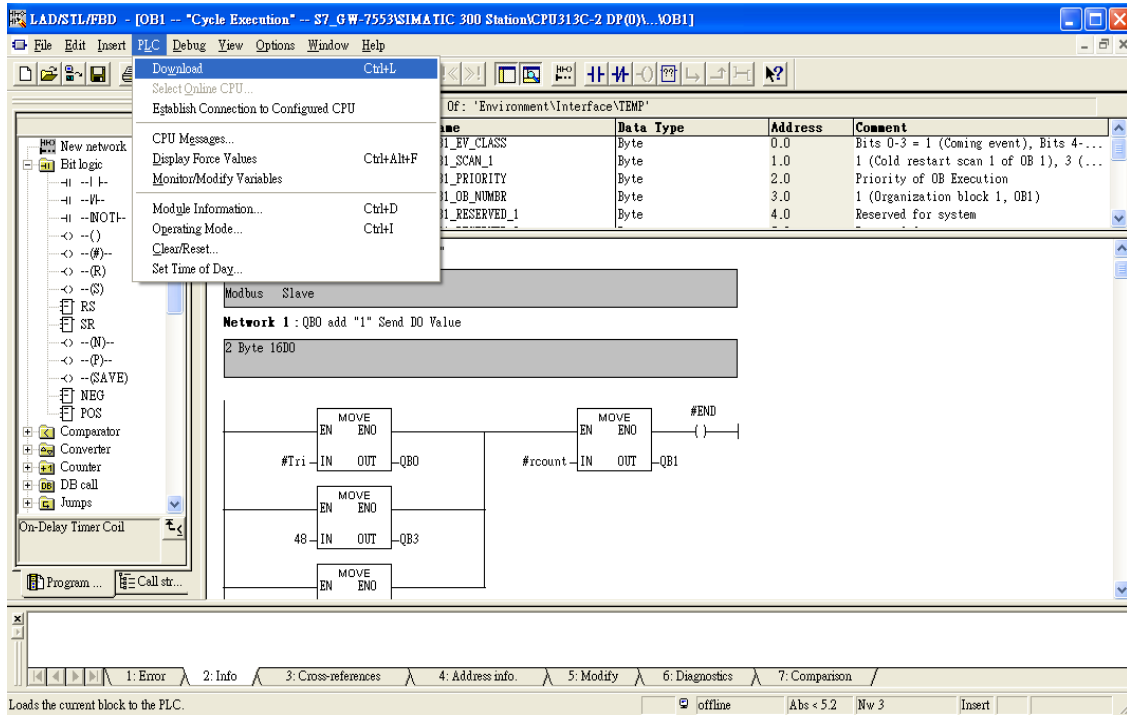 LAD/STL/FBD - [OB1 -- "Cycle Execution" -- S7_GW-7553\SIMATIC 300 Station\CPU313C-2 DP(0)\...\OB1]
File Edit Insert PLC Debug View Options Window Help
Download Ctrl+L
Select Online CPU...
Establish Connection to Configured CPU
CPU Messages...
Display Force Values Ctrl+Alt+F
Monitor/Modify Variables
Module Information... Ctrl+D
Operating Mode... Ctrl+I
Clear/Reset...
Set Time of Day...
Of: 'Environment\Interface\TEMP'
Data Type Address Comment
1_EV_CLASS Byte 0.0 Bits 0-3 = 1 (Coming event), Bits 4-...
1_SCAN_1 Byte 1.0 1 (Cold restart scan 1 of OB 1), 3 (...
1_PRIORITY Byte 2.0 Priority of OB Execution
1_OB_NUMBR Byte 3.0 1 (Organization block 1, OB1)
1_RESERVED_1 Byte 4.0 Reserved for system
New network
Bit logic
--| |--
--|/|--
--|NOT|--
--( )
--(#)--
--(R)
--(S)
RS
SR
--(N)--
--(P)--
--(SAVE)
NEG
POS
Comparator
Converter
Counter
DB call
Jumps
On-Delay Timer Coil
Program ... Call str...
Modbus Slave
Network 1 : QB0 add "1" Send DO Value
2 Byte 16DO
MOVE MOVE #END
EN ENO EN ENO ( )
#Tri IN OUT QB0 #rcount IN OUT QB1
MOVE
EN ENO
48 IN OUT QB3
MOVE
EN ENO
1: Error 2: Info 3: Cross-references 4: Address info. 5: Modify 6: Diagnostics 7: Comparison
Loads the current block to the PLC. offline Abs < 5.2 Nw 3 Insert